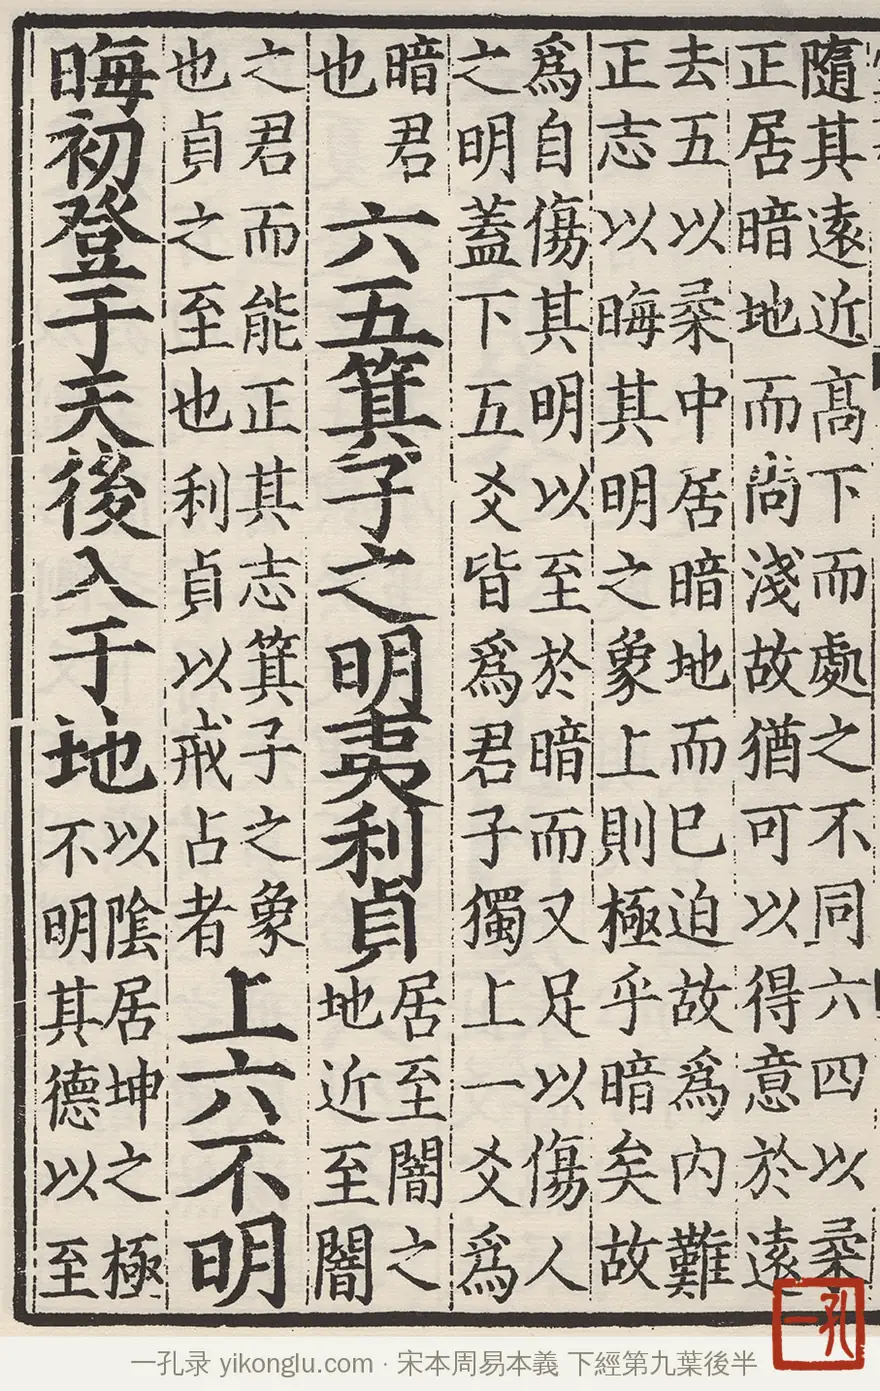 隨其遠近髙下而處之不同六四以柔
正居暗地而尚淺故猶可以得意於遠
去五以柔中居暗地而已迫故爲内難
正志以晦其明之象上則極乎暗矣故
爲自傷其明以至於暗而又足以傷人
之明蓋下五爻皆爲君子獨上一爻爲
暗君
也
六五箕子之明夷利貞
居至闇之
地近至闇
之君而能正其志箕子之象
也貞之至也利貞以戒占者
上六不明
晦初登于天後入于地
以陰居坤之極
不明其德以至
一孔
一孔录 yikonglu.com · 宋本周易本義 下經第九葉後半